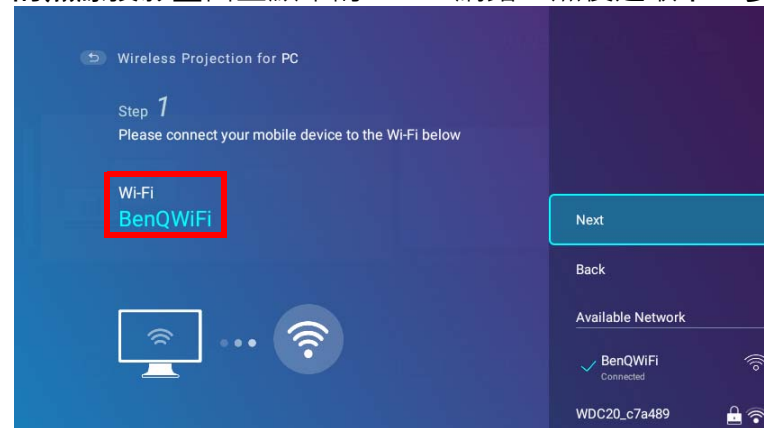 Wireless Projection for PC
Step 1
Please connect your mobile device to the Wi-Fi below
Wi-Fi
BenQWiFi
Next
Back
Available Network
BenQWiFi
Connected
WDC20_c7a489